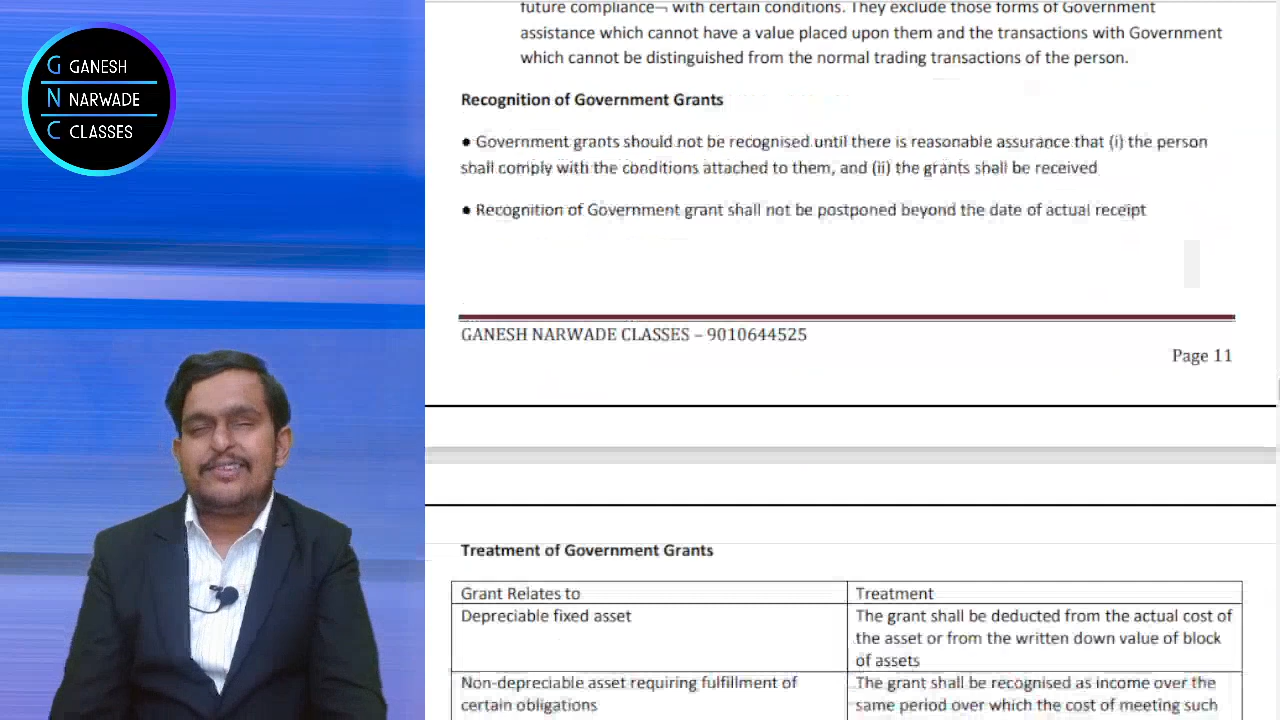 G GANESH
N NARWADE
C CLASSES
future compliance¬ with certain conditions. They exclude those forms of Government
assistance which cannot have a value placed upon them and the transactions with Government
which cannot be distinguished from the normal trading transactions of the person.
Recognition of Government Grants
● Government grants should not be recognised until there is reasonable assurance that (i) the person
shall comply with the conditions attached to them, and (ii) the grants shall be received
● Recognition of Government grant shall not be postponed beyond the date of actual receipt
GANESH NARWADE CLASSES – 9010644525
Page 11
Treatment of Government Grants
Grant Relates to
Treatment
Depreciable fixed asset
The grant shall be deducted from the actual cost of
the asset or from the written down value of block
of assets
Non-depreciable asset requiring fulfillment of
certain obligations
The grant shall be recognised as income over the
same period over which the cost of meeting such